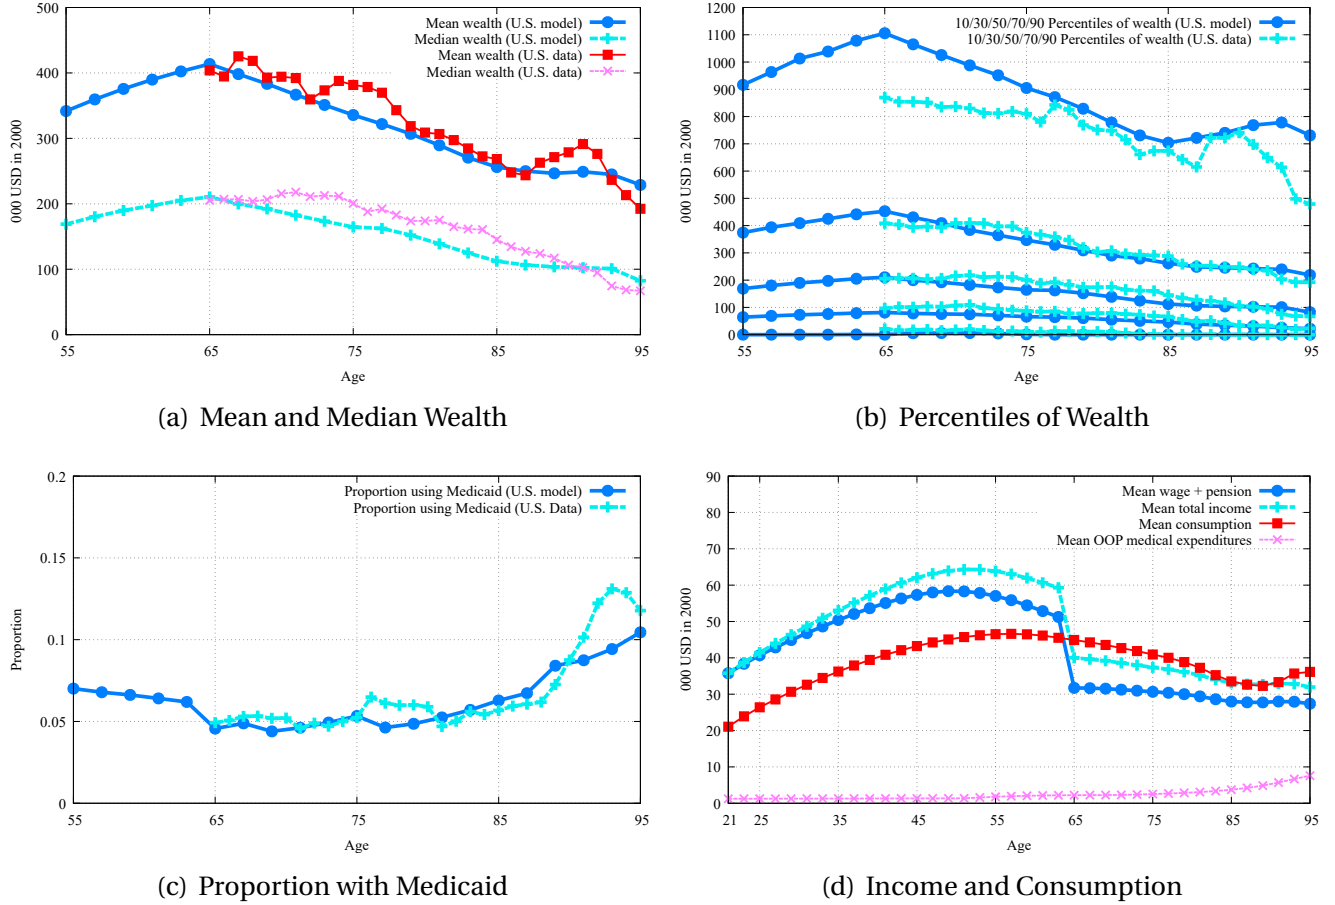 500
400
300
200
100
0
55
65
75
85
95
000 USD in 2000
Age
Mean wealth (U.S. model)
Median wealth (U.S. model)
Mean wealth (U.S. data)
Median wealth (U.S. data)
(a) Mean and Median Wealth
1200
1100
1000
900
800
700
600
500
400
300
200
100
0
55
65
75
85
95
000 USD in 2000
Age
10/30/50/70/90 Percentiles of wealth (U.S. model)
10/30/50/70/90 Percentiles of wealth (U.S. data)
(b) Percentiles of Wealth
0.2
0.15
0.1
0.05
0
55
65
75
85
95
Proportion
Age
Proportion using Medicaid (U.S. model)
Proportion using Medicaid (U.S. Data)
(c) Proportion with Medicaid
90
80
70
60
50
40
30
20
10
0
21
25
35
45
55
65
75
85
95
000 USD in 2000
Age
Mean wage + pension
Mean total income
Mean consumption
Mean OOP medical expenditures
(d) Income and Consumption